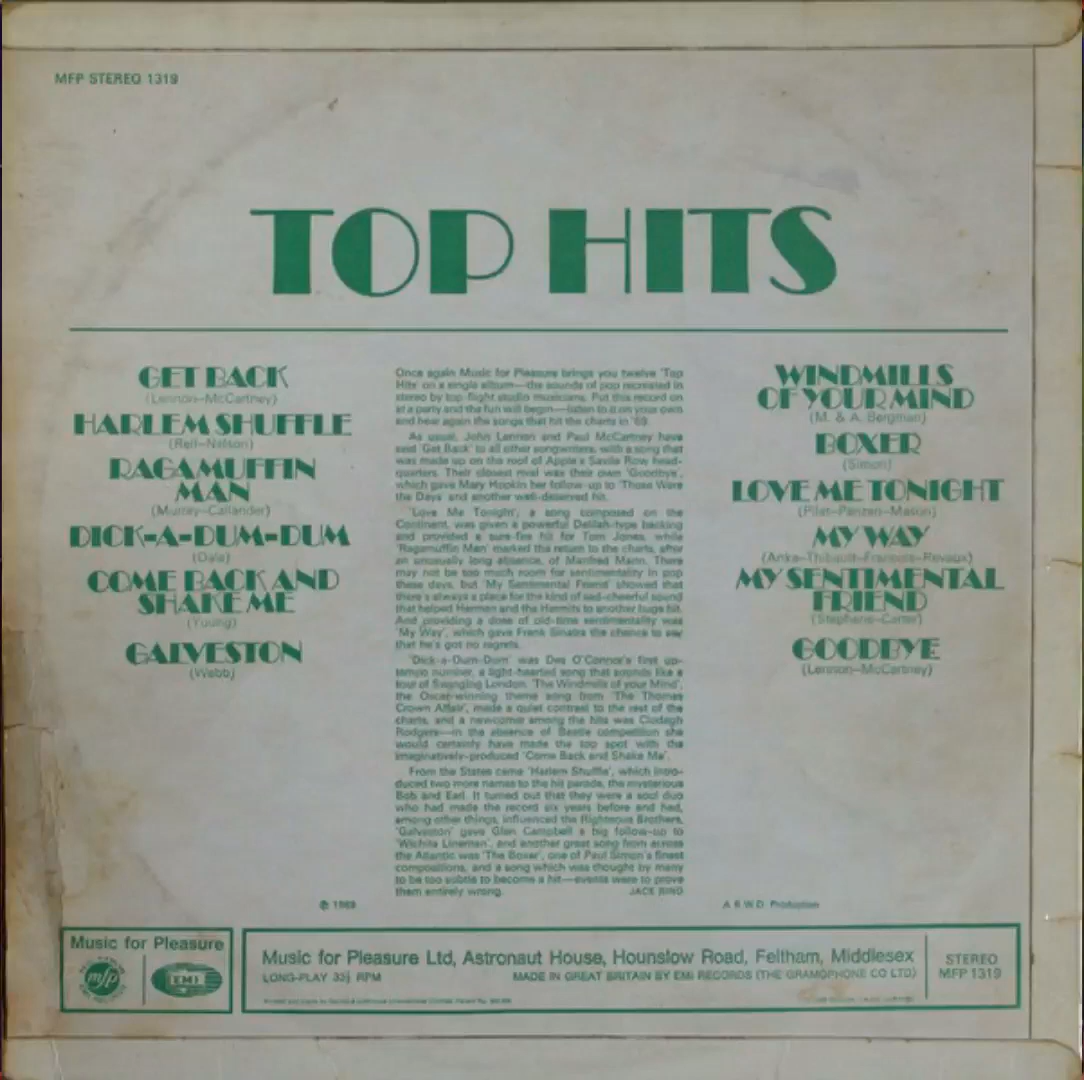 MFP STEREO 1319
TOP HITS
GET BACK
(Lennon–McCartney)
HARLEM SHUFFLE
(Relf–Nelson)
RAGAMUFFIN
MAN
(Murray–Callander)
DICK-A-DUM-DUM
(Dale)
COME BACK AND
SHAKE ME
(Young)
GALVESTON
(Webb)
Once again Music for Pleasure brings you twelve 'Top
Hits' on a single album—the sounds of pop recreated in
stereo by top-flight studio musicians. Put this record on
at a party and the fun will begin—listen to it on your own
and hear again the songs that hit the charts in '69.
As usual, John Lennon and Paul McCartney have
said 'Get Back' to all other songwriters, with a song that
was made up on the roof of Apple's Savile Row head-
quarters. Their closest rival was their own 'Goodbye',
which gave Mary Hopkin her follow-up to 'Those Were
the Days' and another well-deserved hit.
'Love Me Tonight', a song composed on the
Continent, was given a powerful Delilah-type backing
and provided a sure-fire hit for Tom Jones, while
'Ragamuffin Man' marked the return to the charts, after
an unusually long absence, of Manfred Mann. There
may not be too much room for sentimentality in pop
these days, but 'My Sentimental Friend' showed that
there's always a place for the kind of sad-cheerful sound
that helped Herman and the Hermits to another huge hit.
And providing a dose of old-time sentimentality was
'My Way', which gave Frank Sinatra the chance to say
that he's got no regrets.
'Dick-a-Dum-Dum' was Des O'Connor's first up-
tempo number, a light-hearted song that sounds like a
tour of Swinging London. 'The Windmills of your Mind',
the Oscar-winning theme song from 'The Thomas
Crown Affair', made a quiet contrast to the rest of the
charts, and a newcomer among the hits was Clodagh
Rodgers—in the absence of Beatle competition she
would certainly have made the top spot with the
imaginatively-produced 'Come Back and Shake Me'.
From the States came 'Harlem Shuffle', which intro-
duced two more names to the hit parade, the mysterious
Bob and Earl. It turned out that they were a soul duo
who had made the record six years before and had,
among other things, influenced the Righteous Brothers.
'Galveston' gave Glen Campbell a big follow-up to
'Wichita Lineman', and another great song from across
the Atlantic was 'The Boxer', one of Paul Simon's finest
compositions, and a song which was thought by many
to be too subtle to become a hit—events were to prove
them entirely wrong. JACK BIND
WINDMILLS
OF YOUR MIND
(M. & A. Bergman)
BOXER
(Simon)
LOVE ME TONIGHT
(Pilat–Panzeri–Mason)
MY WAY
(Anka–Thibault–Francois–Revaux)
MY SENTIMENTAL
FRIEND
(Stephens–Carter)
GOODBYE
(Lennon–McCartney)
℗ 1969
A B.W.D. Production
Music for Pleasure
mfp
EMI
Music for Pleasure Ltd, Astronaut House, Hounslow Road, Feltham, Middlesex
LONG-PLAY 33⅓ RPM MADE IN GREAT BRITAIN BY EMI RECORDS (THE GRAMOPHONE CO LTD)
STEREO
MFP 1319